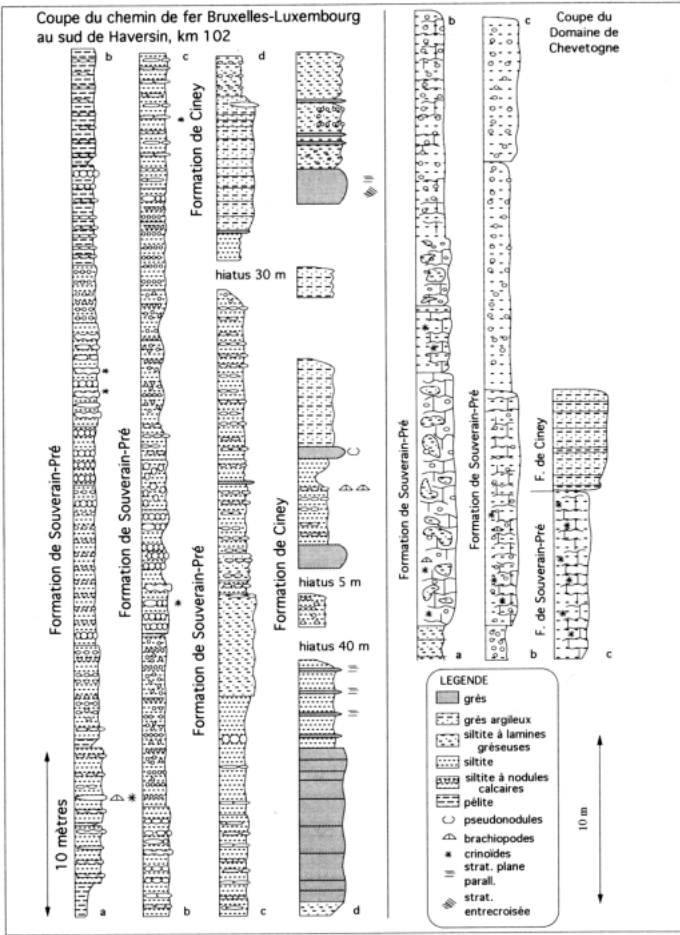 Coupe du chemin de fer Bruxelles-Luxembourg
au sud de Haversin, km 102
b
c
d
Formation de Souverain-Pré
Formation de Souverain-Pré
Formation de Ciney
hiatus 30 m
Formation de Souverain-Pré
Formation de Ciney
hiatus 5 m
hiatus 40 m
10 mètres
a
b
c
d
Coupe du
Domaine de
Chevetogne
b
c
Formation de Souverain-Pré
Formation de Souverain-Pré
F. de Ciney
F. de Souverain-Pré
a
b
c
LEGENDE
grès
grès argileux
siltite à lamines
gréseuses
siltite
siltite à nodules
calcaires
pélite
pseudonodules
brachiopodes
crinoïdes
strat. plane
parall.
strat.
entrecroisée
10 m